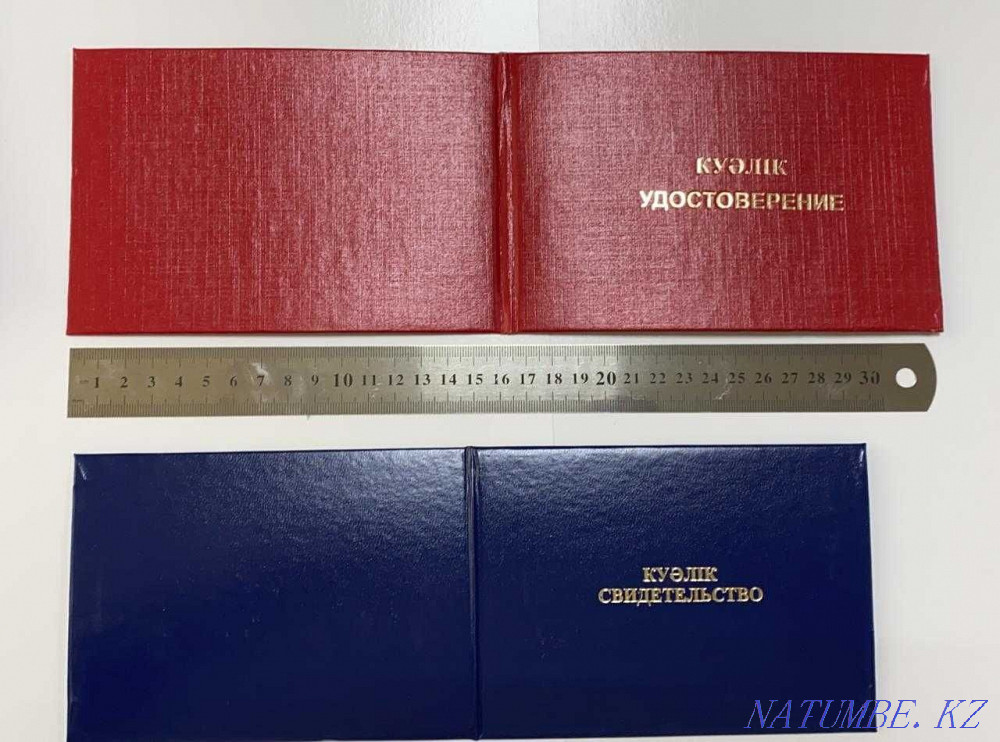 КУӘЛІК
УДОСТОВЕРЕНИЕ
1 2 3 4 5 6 7 8 9 10 11 12 13 14 15 16 17 18 19 20 21 22 23 24 25 26 27 28 29 30
КУӘЛІК
СВИДЕТЕЛЬСТВО
NATUMBE. KZ